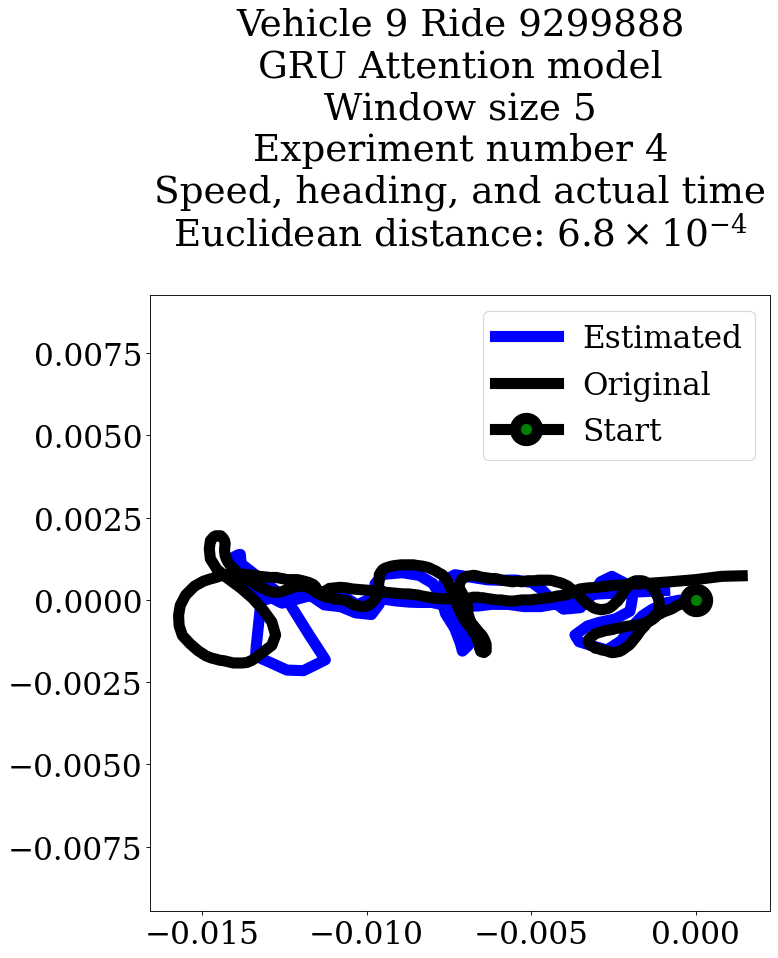 Vehicle 9 Ride 9299888
GRU Attention model
Window size 5
Experiment number 4
Speed, heading, and actual time
Euclidean distance: 6.8 × 10⁻⁴
Estimated
Original
Start
0.0075
0.0050
0.0025
0.0000
−0.0025
−0.0050
−0.0075
−0.015 −0.010 −0.005 0.000